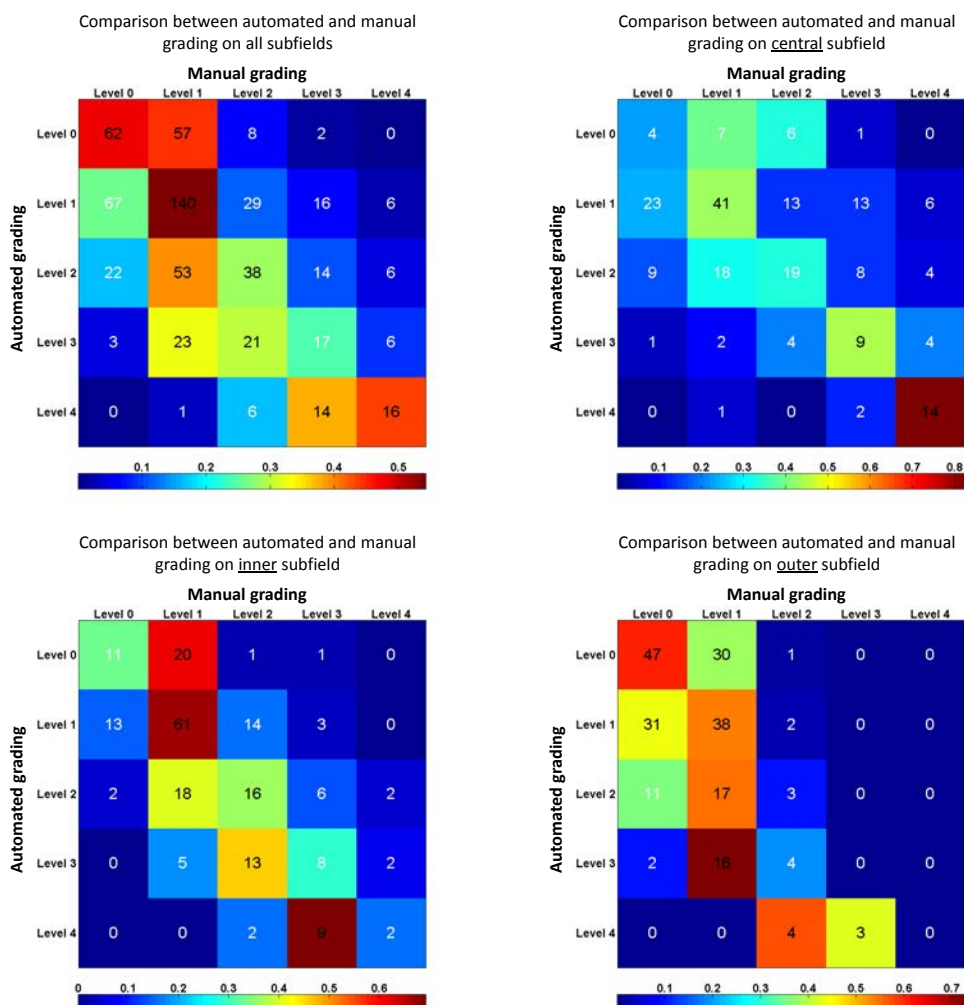 Comparison between automated and manual
grading on all subfields
Manual grading
Level 0 Level 1 Level 2 Level 3 Level 4
Automated grading
Level 0 62 57 8 2 0
Level 1 67 140 29 16 6
Level 2 22 53 38 14 6
Level 3 3 23 21 17 6
Level 4 0 1 6 14 16
0.1 0.2 0.3 0.4 0.5
Comparison between automated and manual
grading on central subfield
Manual grading
Level 0 Level 1 Level 2 Level 3 Level 4
Automated grading
Level 0 4 7 6 1 0
Level 1 23 41 13 13 6
Level 2 9 18 19 8 4
Level 3 1 2 4 9 4
Level 4 0 1 0 2 14
0.1 0.2 0.3 0.4 0.5 0.6 0.7 0.8
Comparison between automated and manual
grading on inner subfield
Manual grading
Level 0 Level 1 Level 2 Level 3 Level 4
Automated grading
Level 0 11 20 1 1 0
Level 1 13 61 14 3 0
Level 2 2 18 16 6 2
Level 3 0 5 13 8 2
Level 4 0 0 2 9 2
0 0.1 0.2 0.3 0.4 0.5 0.6
Comparison between automated and manual
grading on outer subfield
Manual grading
Level 0 Level 1 Level 2 Level 3 Level 4
Automated grading
Level 0 47 30 1 0 0
Level 1 31 38 2 0 0
Level 2 11 17 3 0 0
Level 3 2 16 4 0 0
Level 4 0 0 4 3 0
0.1 0.2 0.3 0.4 0.5 0.6 0.7